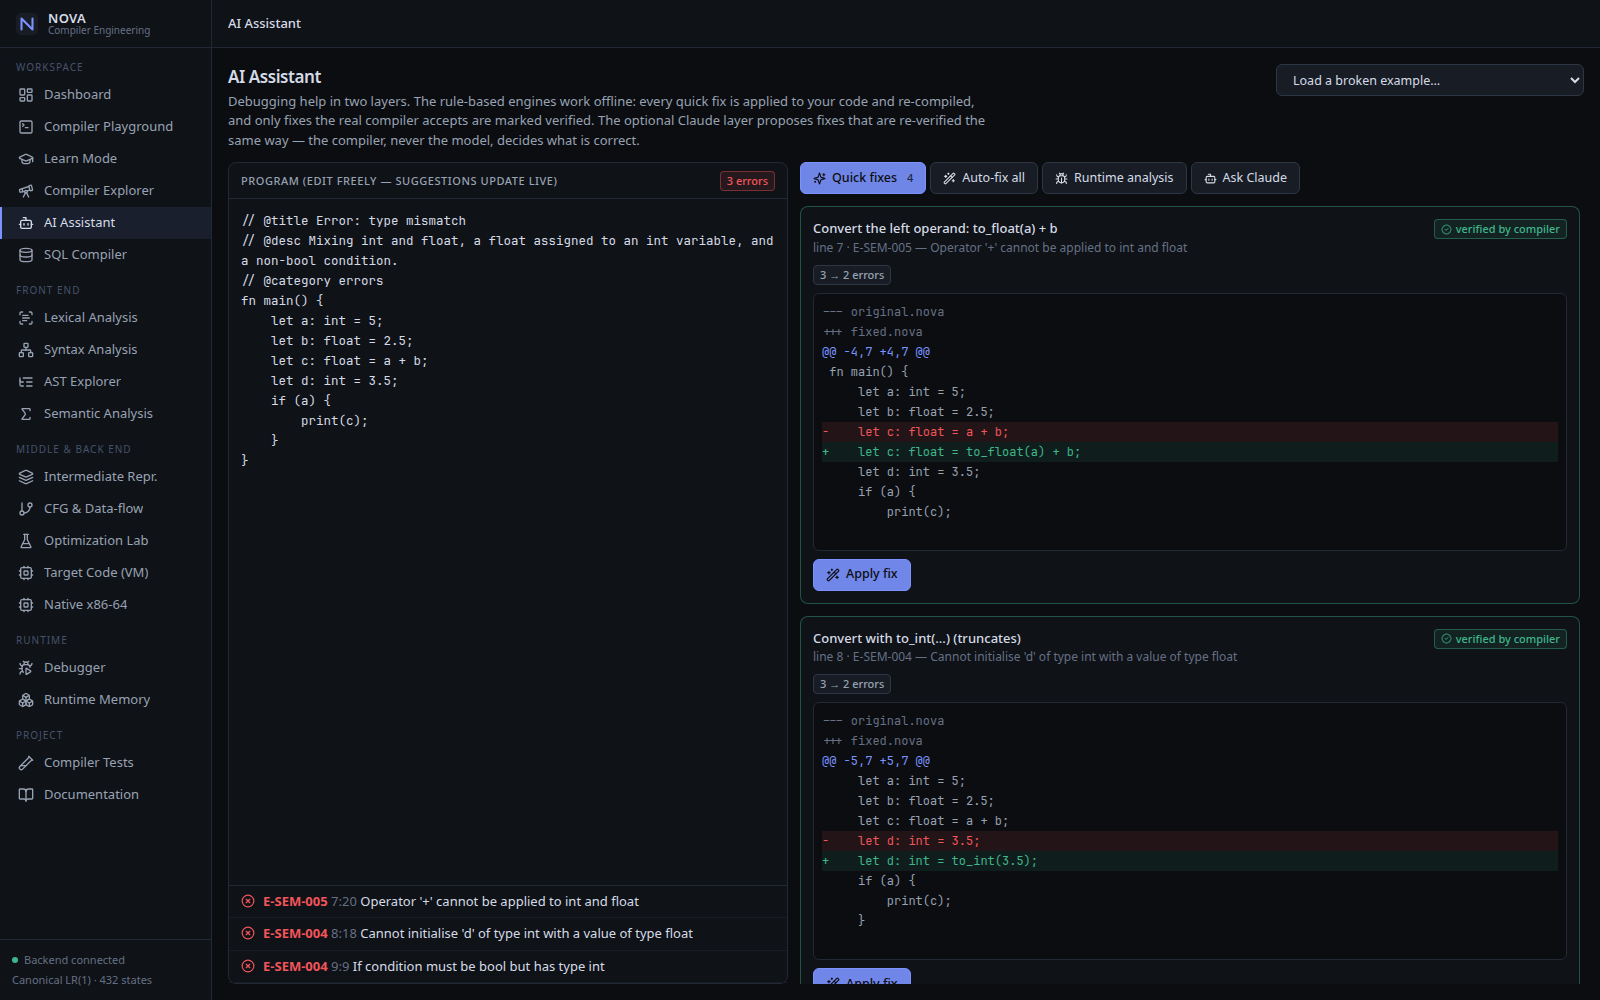 NOVA
Compiler Engineering
WORKSPACE
Dashboard
Compiler Playground
Learn Mode
Compiler Explorer
AI Assistant
SQL Compiler
FRONT END
Lexical Analysis
Syntax Analysis
AST Explorer
Semantic Analysis
MIDDLE & BACK END
Intermediate Repr.
CFG & Data-flow
Optimization Lab
Target Code (VM)
Native x86-64
RUNTIME
Debugger
Runtime Memory
PROJECT
Compiler Tests
Documentation
Backend connected
Canonical LR(1) · 432 states
AI Assistant
AI Assistant
Debugging help in two layers. The rule-based engines work offline: every quick fix is applied to your code and re-compiled,
and only fixes the real compiler accepts are marked verified. The optional Claude layer proposes fixes that are re-verified the
same way — the compiler, never the model, decides what is correct.
Load a broken example...
PROGRAM (EDIT FREELY — SUGGESTIONS UPDATE LIVE)
3 errors
// @title Error: type mismatch
// @desc Mixing int and float, a float assigned to an int variable, and
a non-bool condition.
// @category errors
fn main() {
    let a: int = 5;
    let b: float = 2.5;
    let c: float = a + b;
    let d: int = 3.5;
    if (a) {
        print(c);
    }
}
E-SEM-005 7:20 Operator '+' cannot be applied to int and float
E-SEM-004 8:18 Cannot initialise 'd' of type int with a value of type float
E-SEM-004 9:9 If condition must be bool but has type int
Quick fixes 4
Auto-fix all
Runtime analysis
Ask Claude
Convert the left operand: to_float(a) + b
verified by compiler
line 7 · E-SEM-005 — Operator '+' cannot be applied to int and float
3 → 2 errors
--- original.nova
+++ fixed.nova
@@ -4,7 +4,7 @@
 fn main() {
     let a: int = 5;
     let b: float = 2.5;
-    let c: float = a + b;
+    let c: float = to_float(a) + b;
     let d: int = 3.5;
     if (a) {
         print(c);
Apply fix
Convert with to_int(...) (truncates)
verified by compiler
line 8 · E-SEM-004 — Cannot initialise 'd' of type int with a value of type float
3 → 2 errors
--- original.nova
+++ fixed.nova
@@ -5,7 +5,7 @@
     let a: int = 5;
     let b: float = 2.5;
     let c: float = a + b;
-    let d: int = 3.5;
+    let d: int = to_int(3.5);
     if (a) {
         print(c);
     }
Apply fix